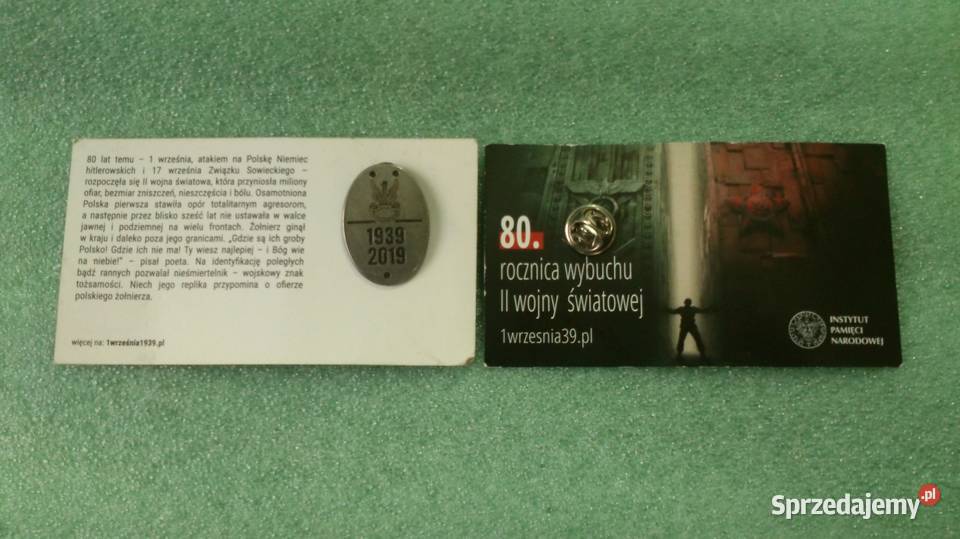 80 lat temu – 1 września, atakiem na Polskę Niemiec
hitlerowskich i 17 września Związku Sowieckiego –
rozpoczęła się II wojna światowa, która przyniosła miliony
ofiar, bezmiar zniszczeń, nieszczęścia i bólu. Osamotniona
Polska pierwsza stawiła opór totalitarnym agresorom,
a następnie przez blisko sześć lat nie ustawała w walce
jawnej i podziemnej na wielu frontach. Żołnierz ginął
w kraju i daleko poza jego granicami. „Gdzie są ich groby
Polsko! Gdzie ich nie ma! Ty wiesz najlepiej – i Bóg wie
na niebie!” – pisał poeta. Na identyfikację poległych
bądź rannych pozwalał nieśmiertelnik – wojskowy znak
tożsamości. Niech jego replika przypomina o ofierze
polskiego żołnierza.
więcej na: 1września1939.pl
1939
2019
80.
rocznica wybuchu
II wojny światowej
1wrzesnia39.pl
INSTYTUT
PAMIĘCI
NARODOWEJ
Sprzedajemy.pl